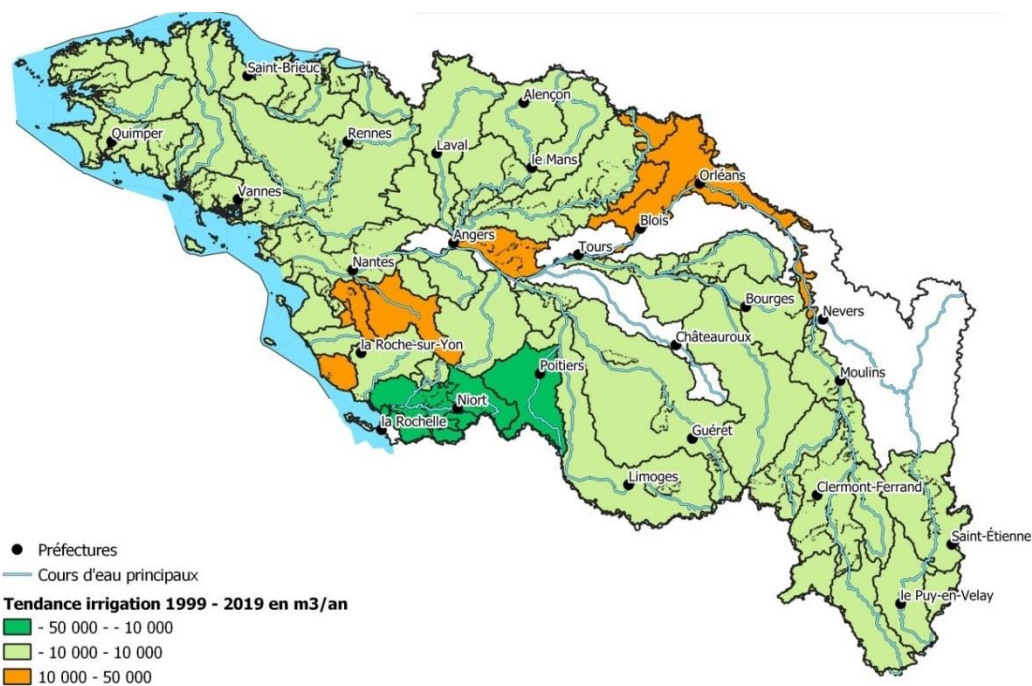 Saint-Brieuc
Alençon
Quimper
Rennes
Laval
le Mans
Orléans
Vannes
Blois
Angers
Tours
Nantes
Bourges
Nevers
Châteauroux
la Roche-sur-Yon
Poitiers
Moulins
Niort
la Rochelle
Guéret
Limoges
Clermont-Ferrand
Saint-Étienne
le Puy-en-Velay
Préfectures
Cours d'eau principaux
Tendance irrigation 1999 - 2019 en m3/an
- 50 000 - - 10 000
- 10 000 - 10 000
10 000 - 50 000